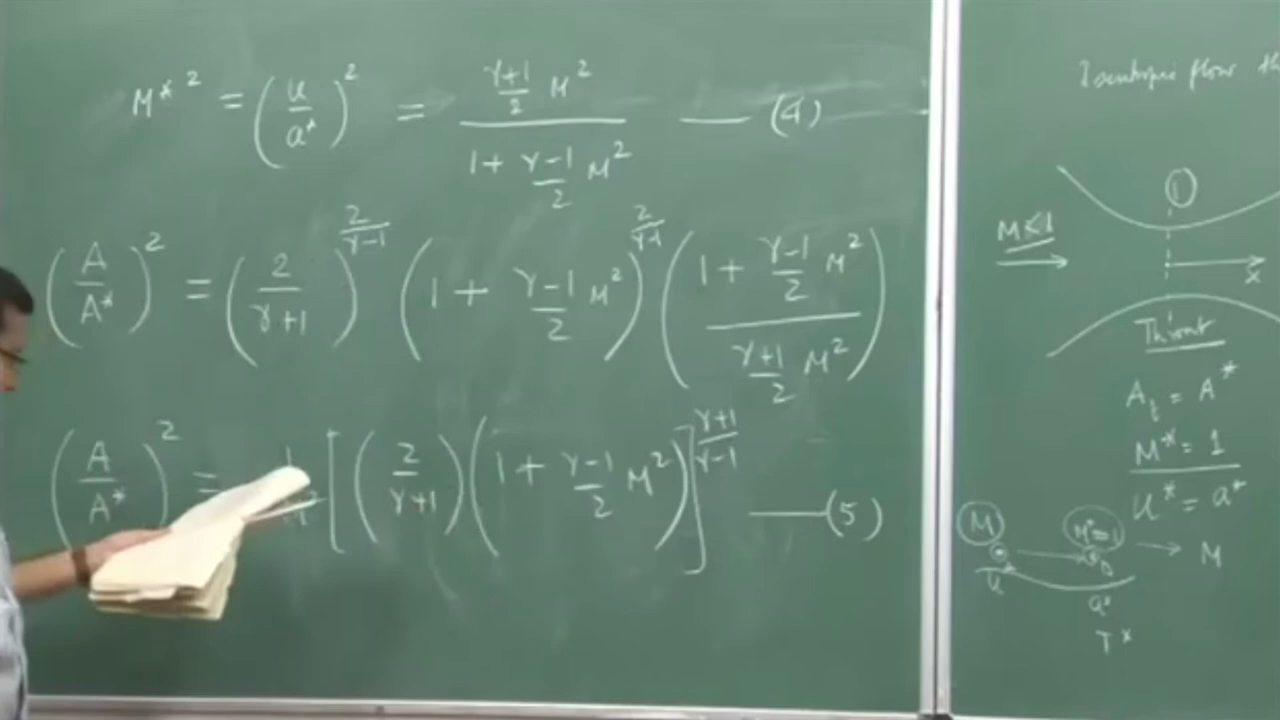 M*² = (u/a*)² = (γ+1/2 M²)/(1 + γ-1/2 M²) —— (4)
(A/A*)² = (2/γ+1)^(2/γ-1) (1 + γ-1/2 M²)^(2/γ-1) ((1 + γ-1/2 M²)/(γ+1/2 M²))
(A/A*)² = [(2/γ+1)(1 + γ-1/2 M²)]^(γ+1/γ-1) —— (5)
Isentropic flow
1
M<1
x
Throat
A_t = A*
M* = 1
u* = a*
M M*=1 → M
u a*
T*